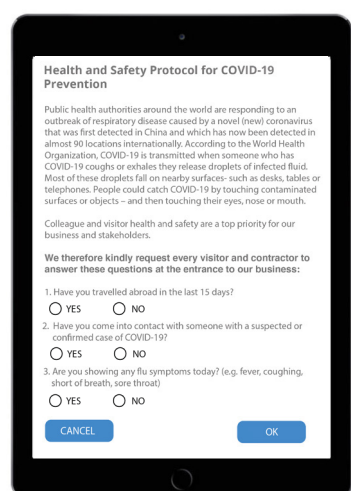 Health and Safety Protocol for COVID-19
Prevention
Public health authorities around the world are responding to an
outbreak of respiratory disease caused by a novel (new) coronavirus
that was first detected in China and which has now been detected in
almost 90 locations internationally. According to the World Health
Organization, COVID-19 is transmitted when someone who has
COVID-19 coughs or exhales they release droplets of infected fluid.
Most of these droplets fall on nearby surfaces- such as desks, tables or
telephones. People could catch COVID-19 by touching contaminated
surfaces or objects – and then touching their eyes, nose or mouth.
Colleague and visitor health and safety are a top priority for our
business and stakeholders.
We therefore kindly request every visitor and contractor to
answer these questions at the entrance to our business:
1. Have you travelled abroad in the last 15 days?
YES NO
2. Have you come into contact with someone with a suspected or
confirmed case of COVID-19?
YES NO
3. Are you showing any flu symptoms today? (e.g. fever, coughing,
short of breath, sore throat)
YES NO
CANCEL OK